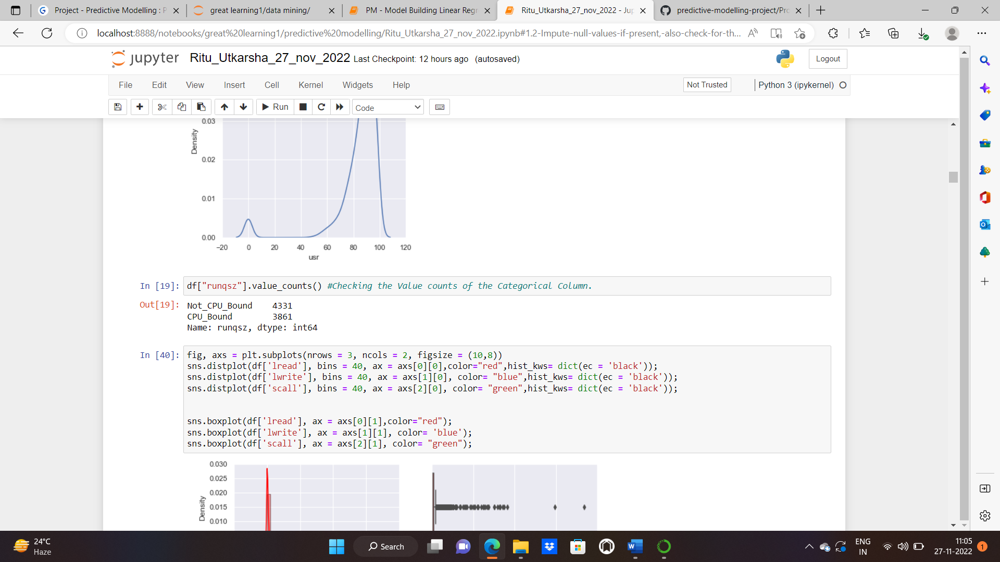 Project - Predictive Modelling : P
great learning1/data mining/
PM - Model Building Linear Regr
Ritu_Utkarsha_27_nov_2022 - Jup
predictive-modelling-project/Pro
localhost:8888/notebooks/great%20learning1/predictive%20modelling/Ritu_Utkarsha_27_nov_2022.ipynb#1.2-Impute-null-values-if-present,-also-check-for-th...
jupyter Ritu_Utkarsha_27_nov_2022 Last Checkpoint: 12 hours ago (autosaved)
Logout
File Edit View Insert Cell Kernel Widgets Help
Not Trusted
Python 3 (ipykernel)
Run
Code
0.03
0.02
0.01
0.00
Density
-20 0 20 40 60 80 100 120
usr
In [19]: df["runqsz"].value_counts() #Checking the Value counts of the Categorical Column.
Out[19]: Not_CPU_Bound 4331
CPU_Bound 3861
Name: runqsz, dtype: int64
In [40]: fig, axs = plt.subplots(nrows = 3, ncols = 2, figsize = (10,8))
sns.distplot(df['lread'], bins = 40, ax = axs[0][0],color="red",hist_kws= dict(ec = 'black'));
sns.distplot(df['lwrite'], bins = 40, ax = axs[1][0], color= "blue",hist_kws= dict(ec = 'black'));
sns.distplot(df['scall'], bins = 40, ax = axs[2][0], color= "green",hist_kws= dict(ec = 'black'));
sns.boxplot(df['lread'], ax = axs[0][1],color="red");
sns.boxplot(df['lwrite'], ax = axs[1][1], color= 'blue');
sns.boxplot(df['scall'], ax = axs[2][1], color= "green");
0.030
0.025
0.020
0.015
0.010
Density
24°C
Haze
Search
ENG
IN
11:05
27-11-2022
1